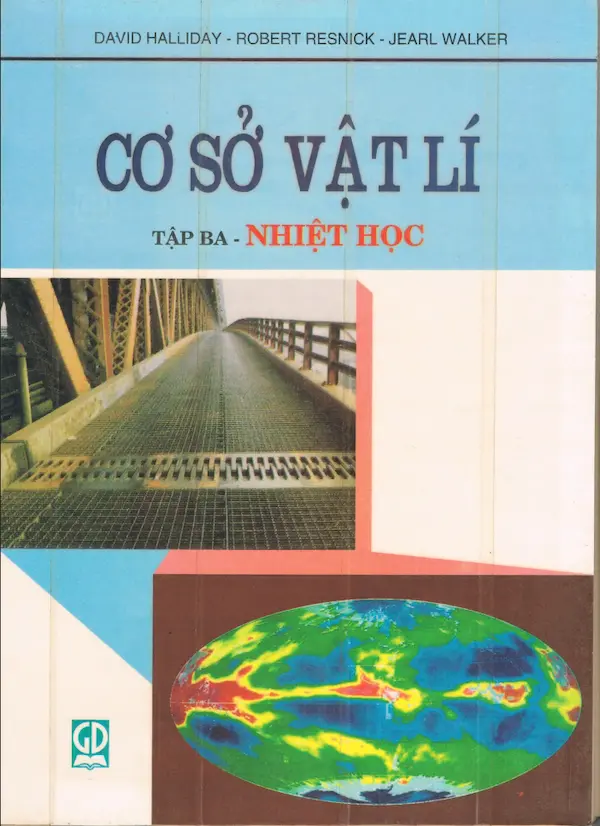 DAVID HALLIDAY - ROBERT RESNICK - JEARL WALKER
CƠ SỞ VẬT LÍ
TẬP BA - NHIỆT HỌC
GD